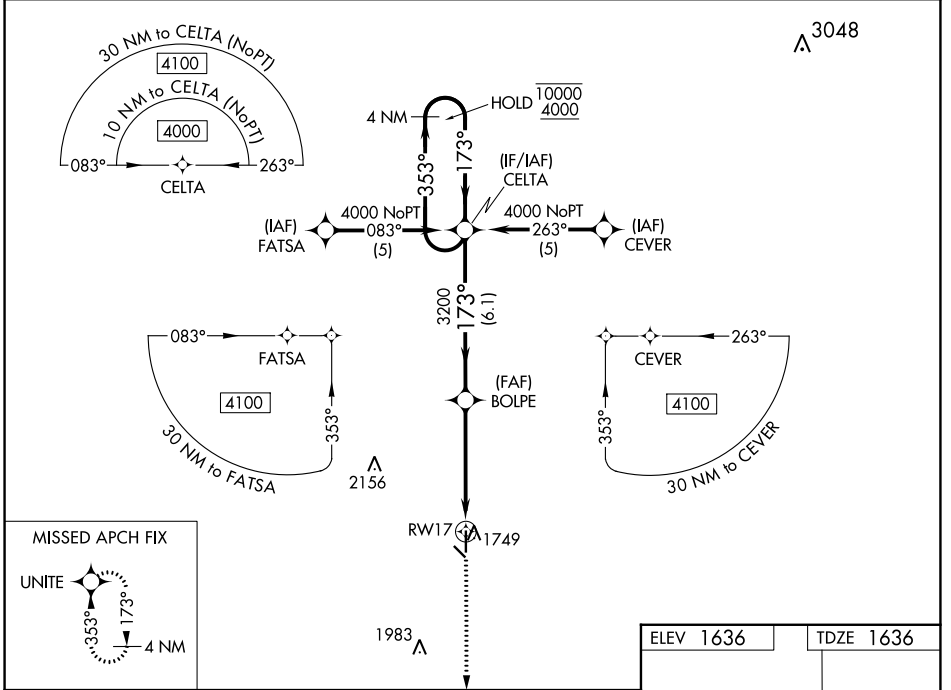 30 NM to CELTA (NoPT)
4100
10 NM to CELTA (NoPT)
4000
083°
263°
CELTA
3048
4 NM
HOLD
10000
4000
353°
173°
(IF/IAF)
CELTA
(IAF)
FATSA
4000 NoPT
083°
(5)
4000 NoPT
263°
(5)
(IAF)
CEVER
3200
173°
(6.1)
083°
FATSA
4100
353°
30 NM to FATSA
263°
CEVER
4100
353°
30 NM to CEVER
(FAF)
BOLPE
2156
RW17
1749
MISSED APCH FIX
UNITE
353°
173°
4 NM
1983
ELEV 1636
TDZE 1636